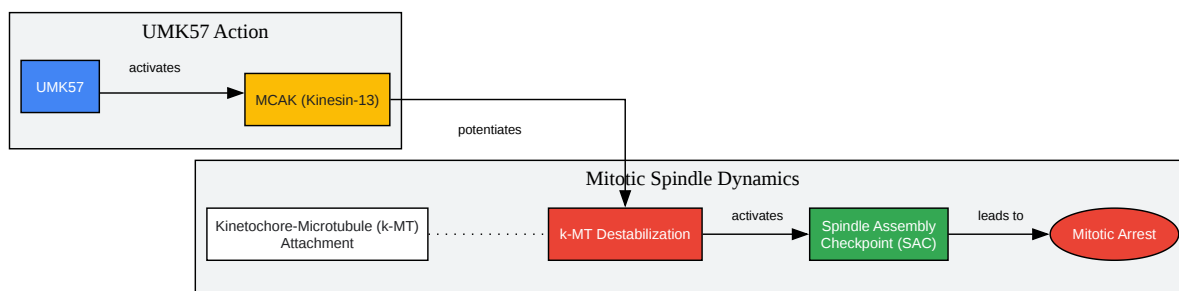 UMK57 Action
UMK57
activates
MCAK (Kinesin-13)
potentiates
Mitotic Spindle Dynamics
Kinetochore-Microtubule (k-MT)
Attachment
k-MT Destabilization
activates
Spindle Assembly
Checkpoint (SAC)
leads to
Mitotic Arrest